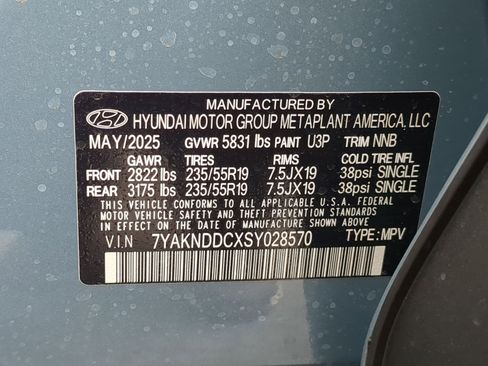 MANUFACTURED BY
HYUNDAI MOTOR GROUP METAPLANT AMERICA, LLC
MAY/2025 GVWR 5831 lbs PAINT U3P TRIM NNB
GAWR TIRES RIMS COLD TIRE INFL
FRONT 2822 lbs 235/55R19 7.5JX19 38psi SINGLE
REAR 3175 lbs 235/55R19 7.5JX19 38psi SINGLE
THIS VEHICLE CONFORMS TO ALL APPLICABLE U.S.A. FEDERAL
MOTOR VEHICLE SAFETY AND THEFT PREVENTION STANDARDS IN
EFFECT ON THE DATE OF MANUFACTURE SHOWN ABOVE.
V.I.N 7YAKNDDCXSY028570 TYPE: MPV